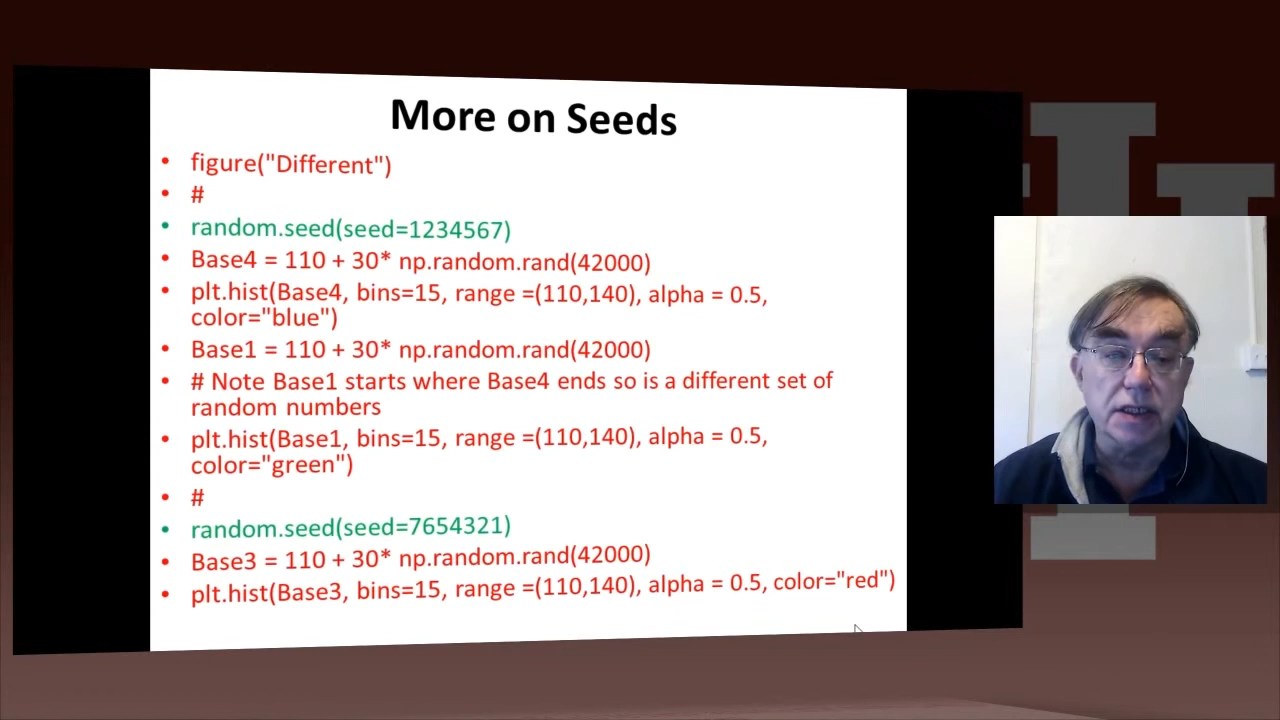 More on Seeds
• figure("Different")
• #
• random.seed(seed=1234567)
• Base4 = 110 + 30* np.random.rand(42000)
• plt.hist(Base4, bins=15, range =(110,140), alpha = 0.5,
color="blue")
• Base1 = 110 + 30* np.random.rand(42000)
• # Note Base1 starts where Base4 ends so is a different set of
random numbers
• plt.hist(Base1, bins=15, range =(110,140), alpha = 0.5,
color="green")
• #
• random.seed(seed=7654321)
• Base3 = 110 + 30* np.random.rand(42000)
• plt.hist(Base3, bins=15, range =(110,140), alpha = 0.5, color="red")